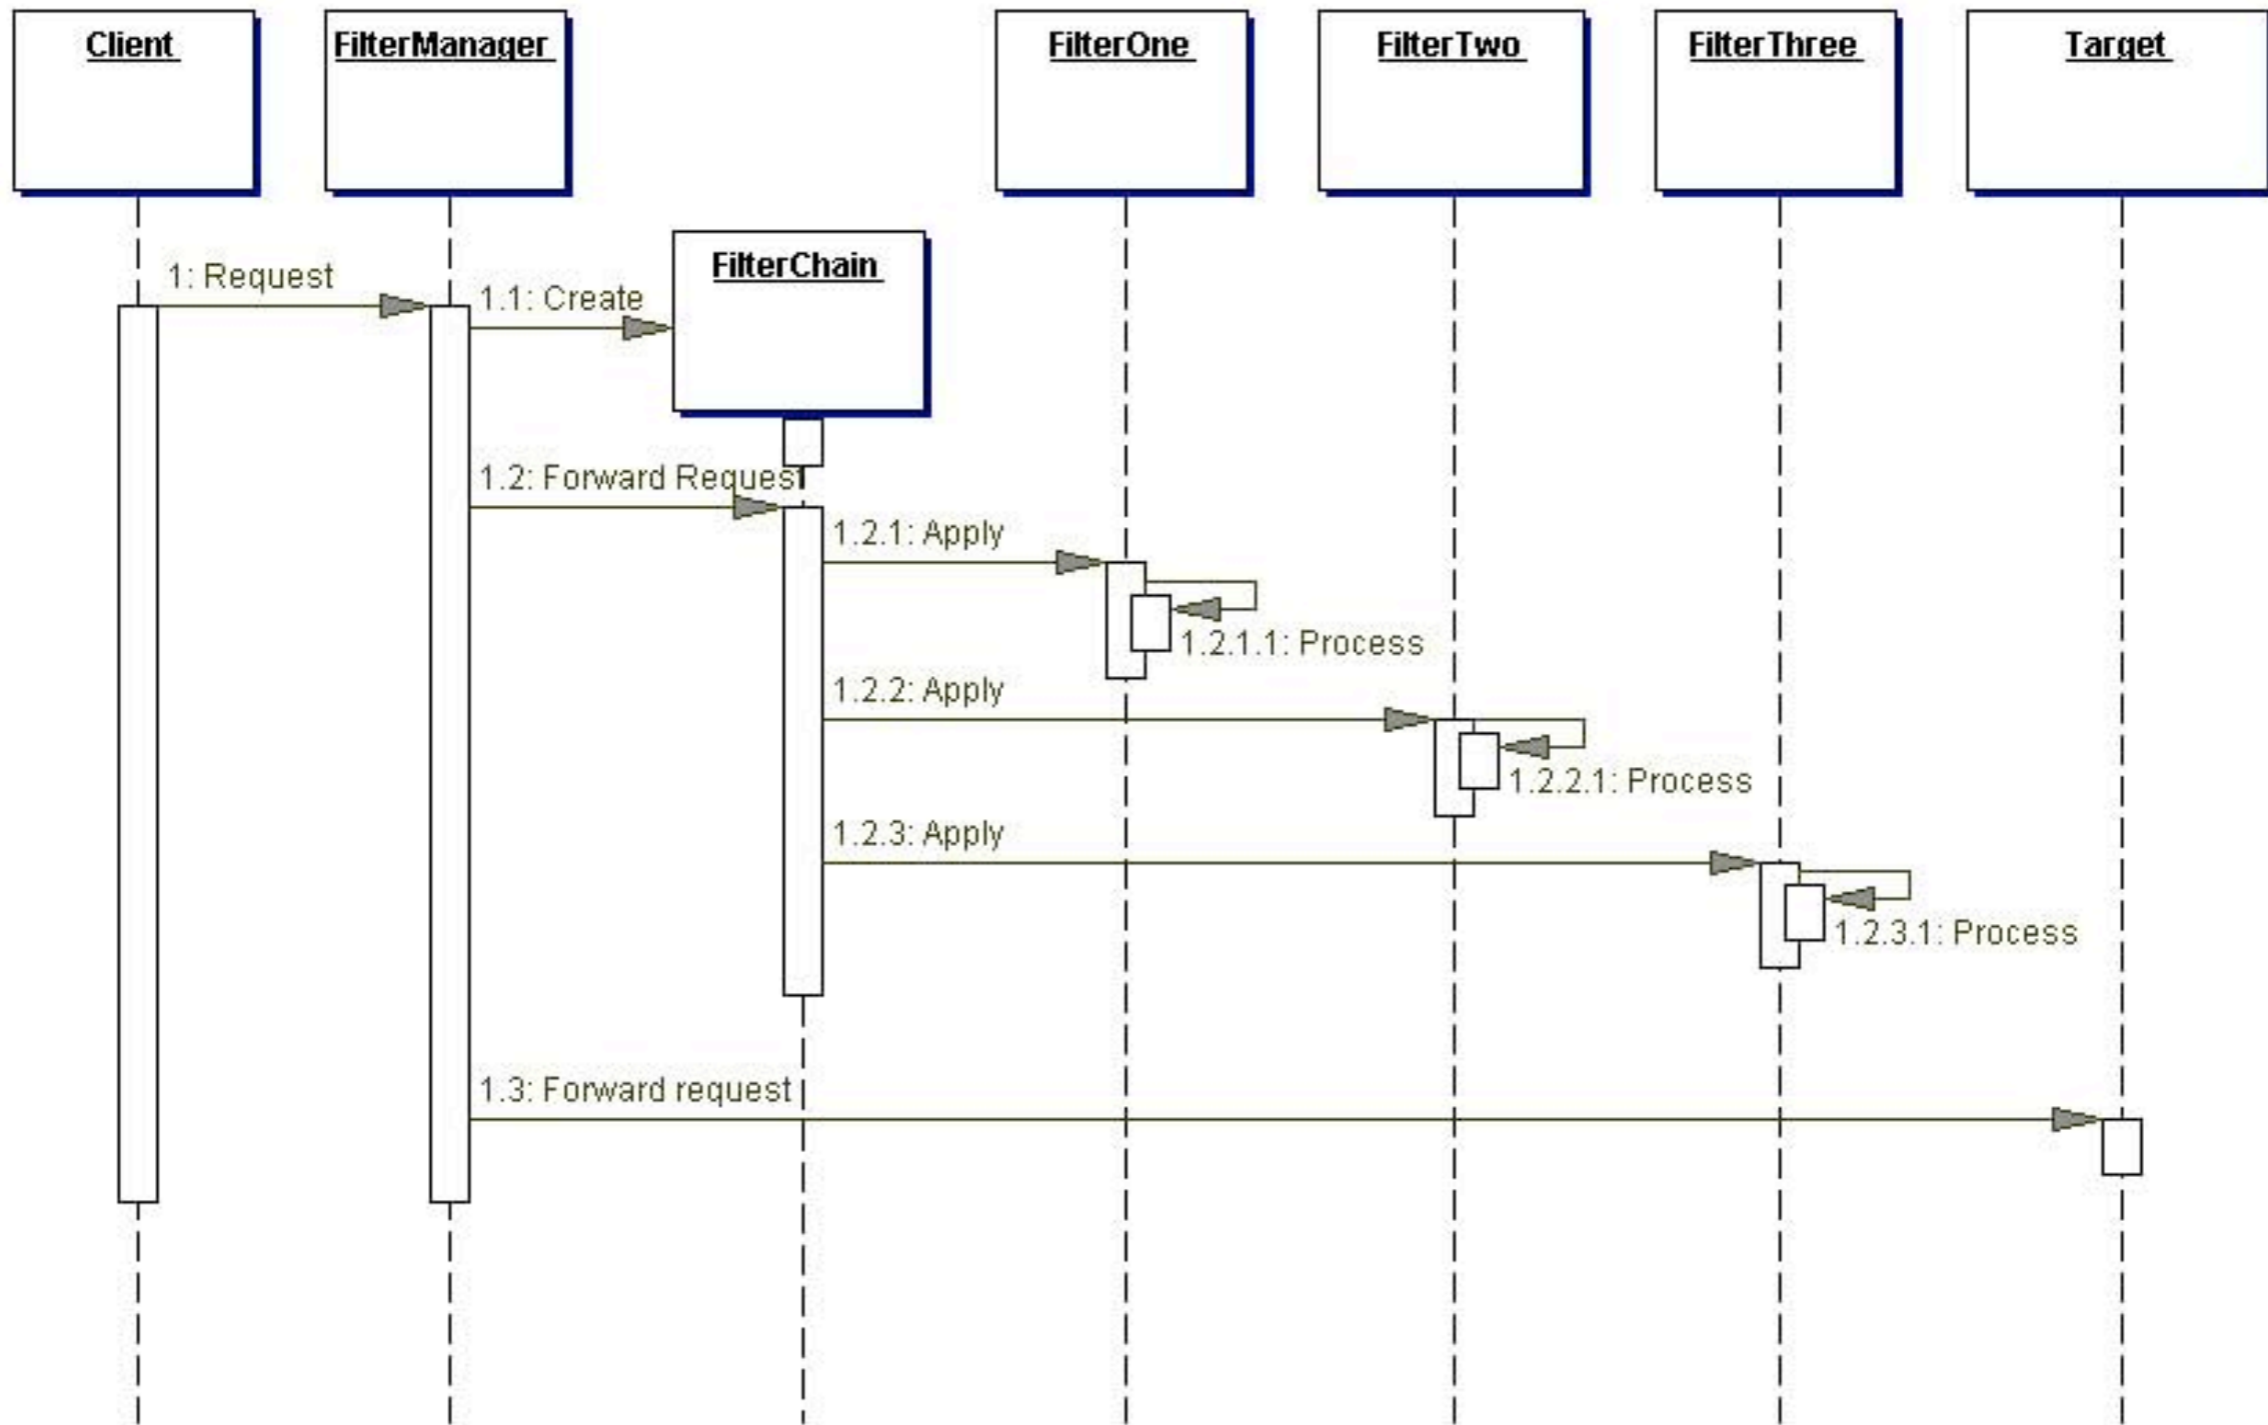 Client
FilterManager
FilterOne
FilterTwo
FilterThree
Target
FilterChain
1: Request
1.1: Create
1.2: Forward Request
1.2.1: Apply
1.2.1.1: Process
1.2.2: Apply
1.2.2.1: Process
1.2.3: Apply
1.2.3.1: Process
1.3: Forward request